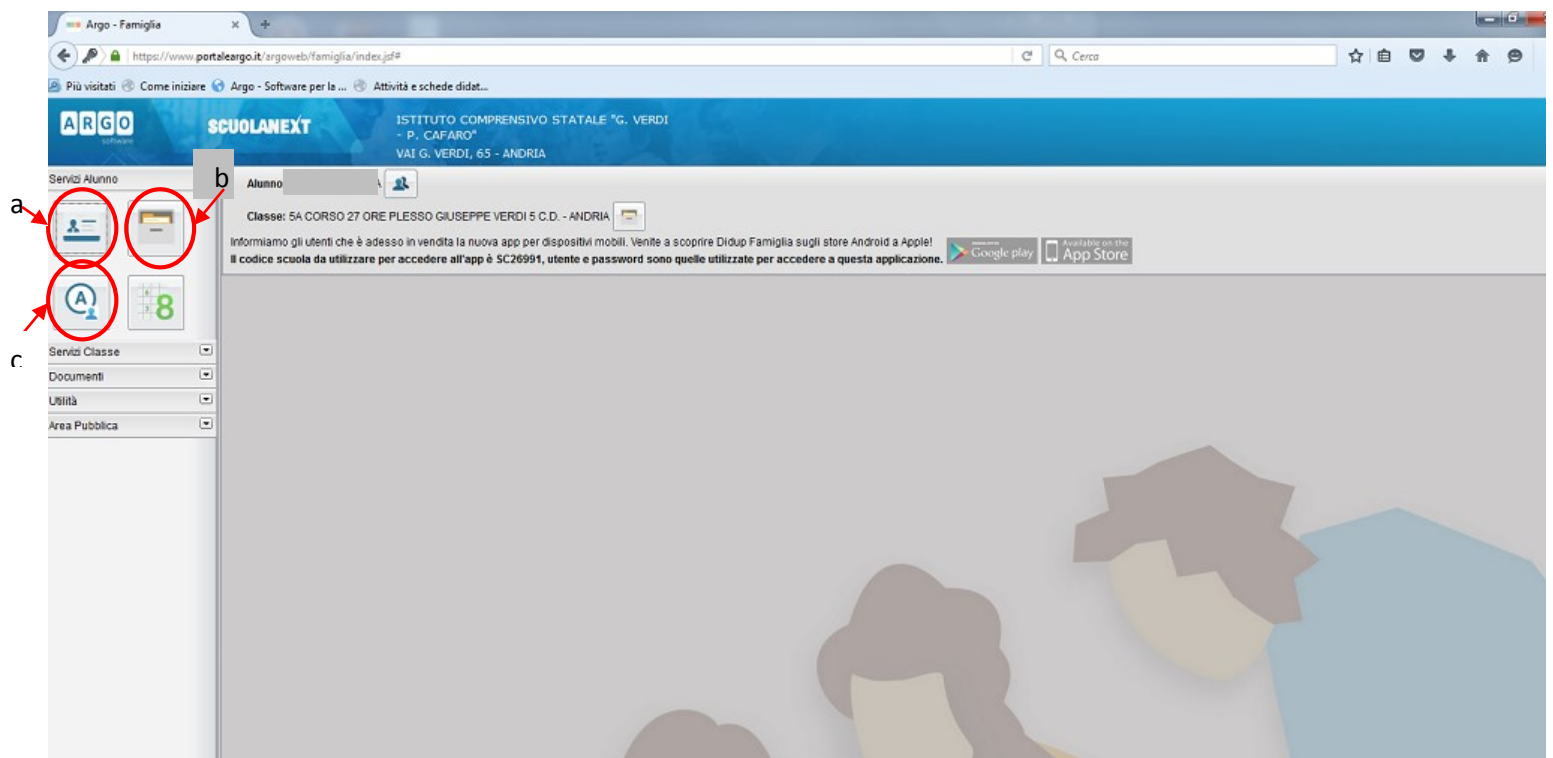 Argo - Famiglia
https://www.portaleargo.it/argoweb/famiglia/index.jsf#
Cerca
Più visitati Come iniziare Argo - Software per la ... Attività e schede didat...
ARGO
software
SCUOLANEXT
ISTITUTO COMPRENSIVO STATALE "G. VERDI
- P. CAFARO"
VAI G. VERDI, 65 - ANDRIA
Servizi Alunno
a
b
c
Alunno
Classe: 5A CORSO 27 ORE PLESSO GIUSEPPE VERDI 5 C.D. - ANDRIA
Informiamo gli utenti che è adesso in vendita la nuova app per dispositivi mobili. Venite a scoprire Didup Famiglia sugli store Android a Apple!
Il codice scuola da utilizzare per accedere all'app è SC26991, utente e password sono quelle utilizzate per accedere a questa applicazione.
Google play
Available on the
App Store
A
8
Servizi Classe
Documenti
Utilità
Area Pubblica